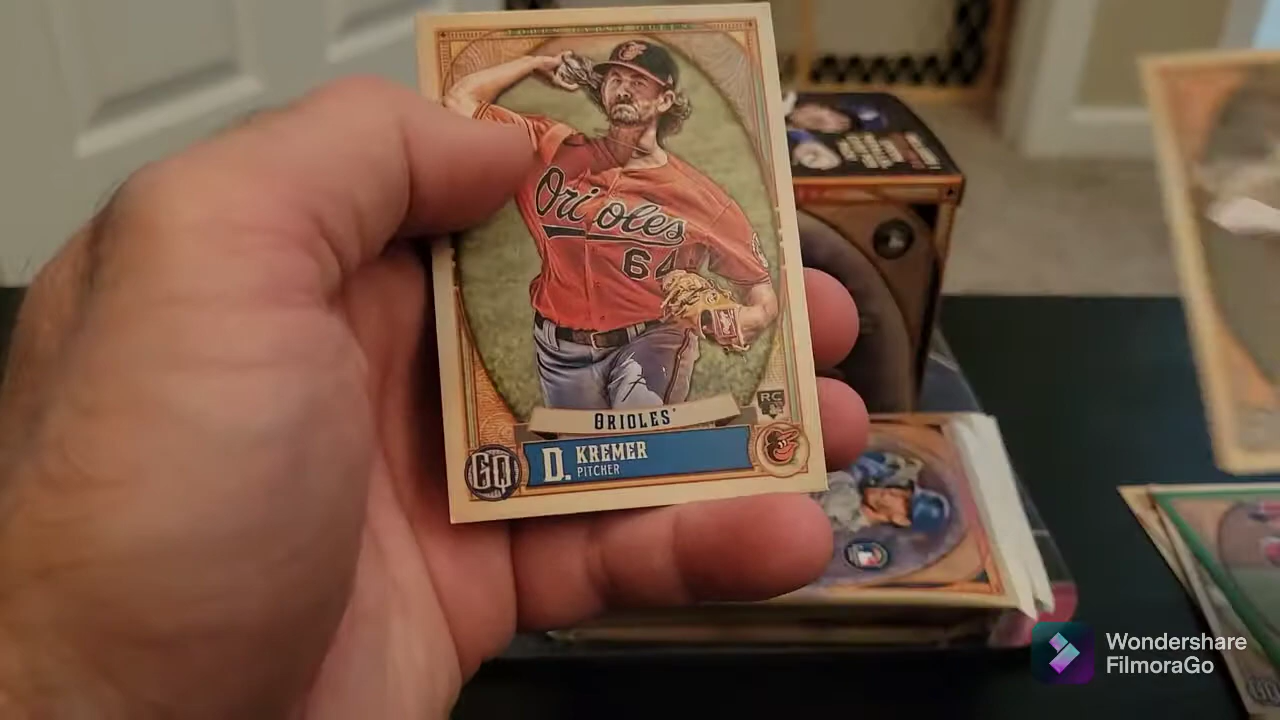 Orioles
64
RC
ORIOLES
GQ
D. KREMER
PITCHER
Wondershare
FilmoraGo